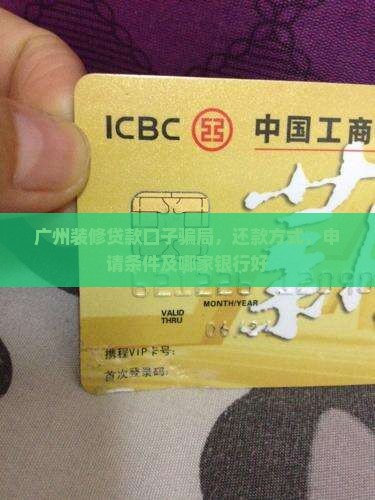 ICBC 中国工商
广州装修贷款口子骗局，还款方式、申
请条件及哪家银行好
MONTH/YEAR
VALID
THRU
携程VIP卡号：
首次登录码：